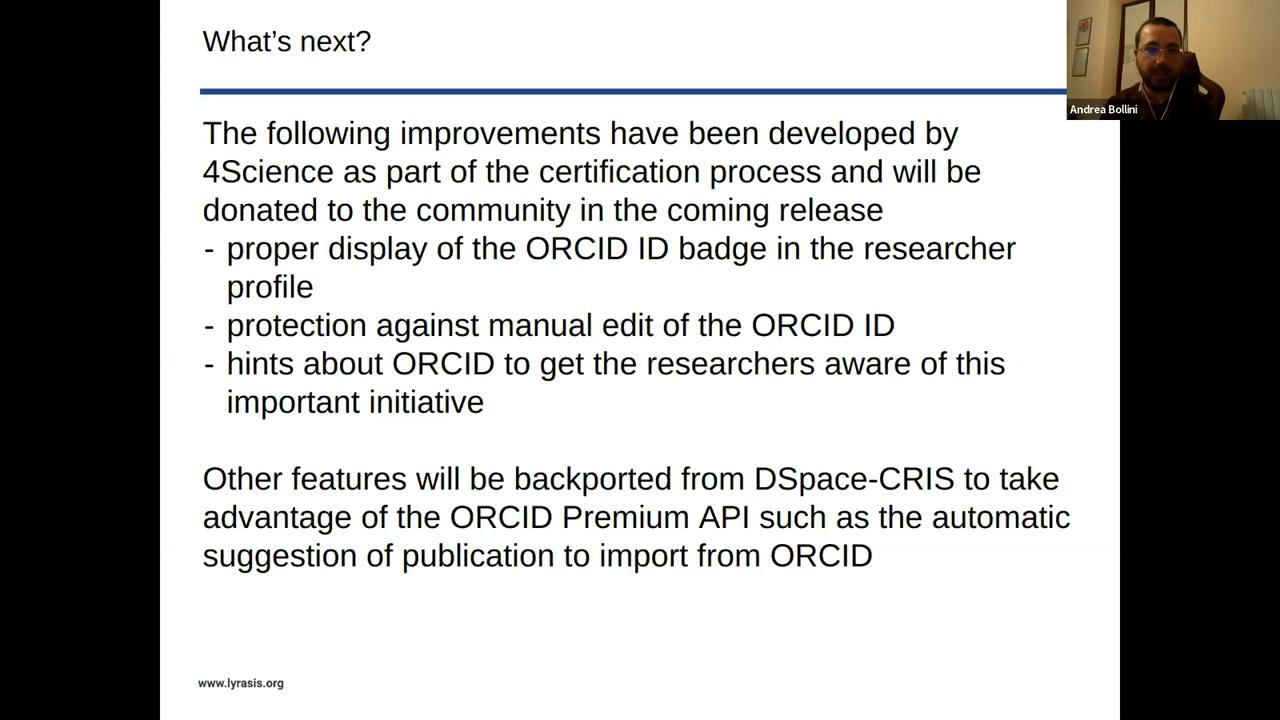 What's next?
Andrea Bollini
The following improvements have been developed by
4Science as part of the certification process and will be
donated to the community in the coming release
- proper display of the ORCID ID badge in the researcher
profile
- protection against manual edit of the ORCID ID
- hints about ORCID to get the researchers aware of this
important initiative
Other features will be backported from DSpace-CRIS to take
advantage of the ORCID Premium API such as the automatic
suggestion of publication to import from ORCID
www.lyrasis.org